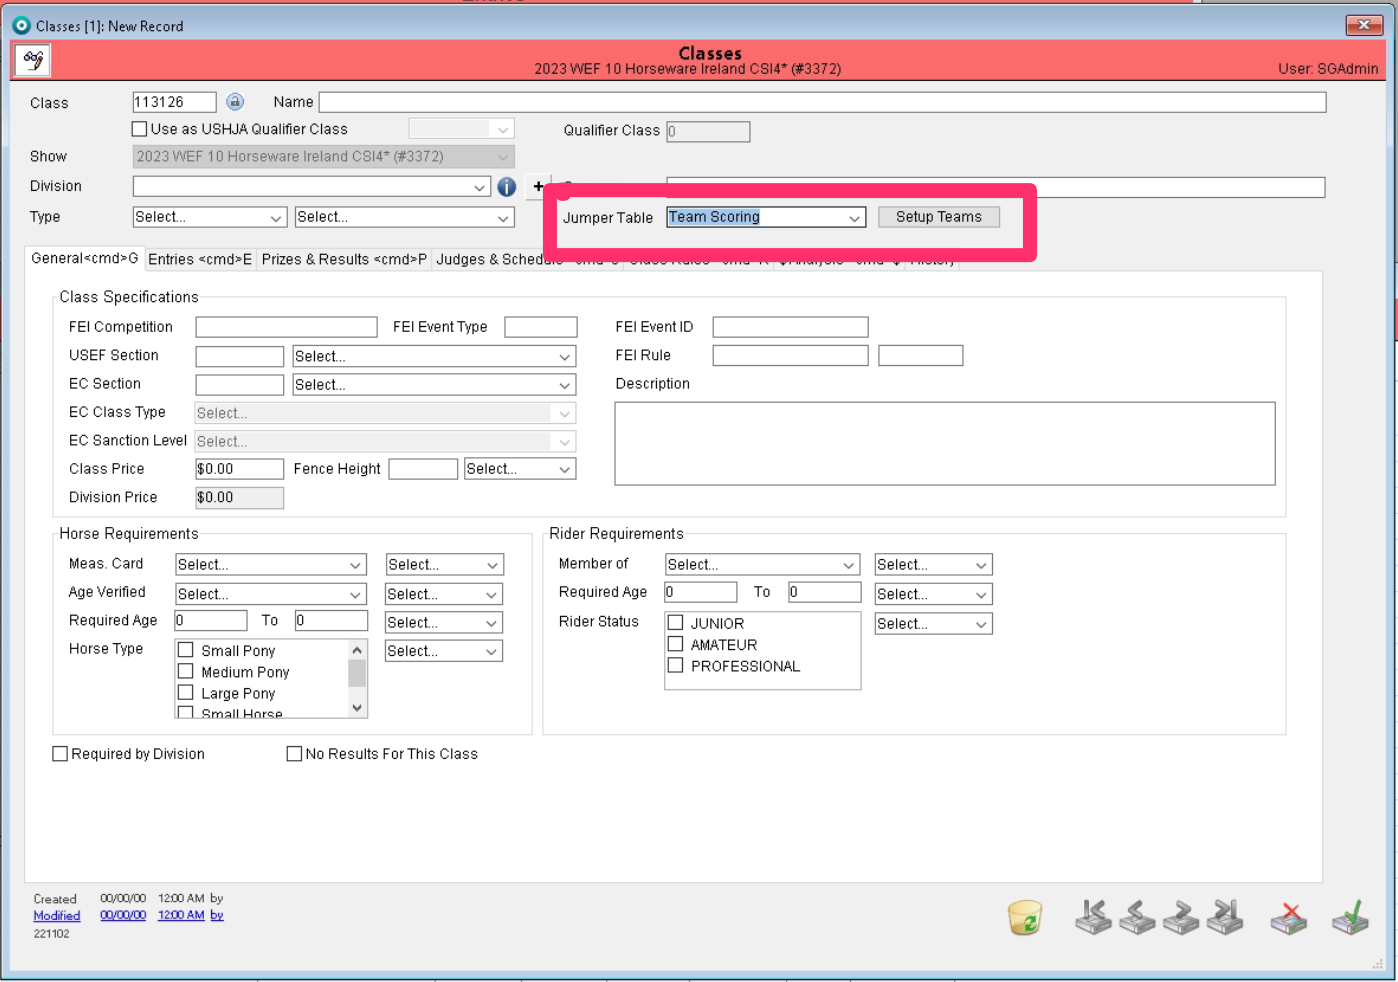 Classes [1]: New Record
Classes
2023 WEF 10 Horseware Ireland CSI4* (#3372)
User: SGAdmin
Class 113126 Name
Use as USHJA Qualifier Class Qualifier Class 0
Show 2023 WEF 10 Horseware Ireland CSI4* (#3372)
Division +
Type Select... Select... Jumper Table Team Scoring Setup Teams
General<cmd>G Entries <cmd>E Prizes & Results <cmd>P Judges & Schedule
Class Specifications
FEI Competition FEI Event Type FEI Event ID
USEF Section Select... FEI Rule
EC Section Select... Description
EC Class Type Select...
EC Sanction Level Select...
Class Price $0.00 Fence Height Select...
Division Price $0.00
Horse Requirements Rider Requirements
Meas. Card Select... Select... Member of Select... Select...
Age Verified Select... Select... Required Age 0 To 0 Select...
Required Age 0 To 0 Select... Rider Status JUNIOR Select...
Horse Type Small Pony Select... AMATEUR
Medium Pony PROFESSIONAL
Large Pony
Small Horse
Required by Division No Results For This Class
Created 00/00/00 12:00 AM by
Modified 00/00/00 12:00 AM by
221102